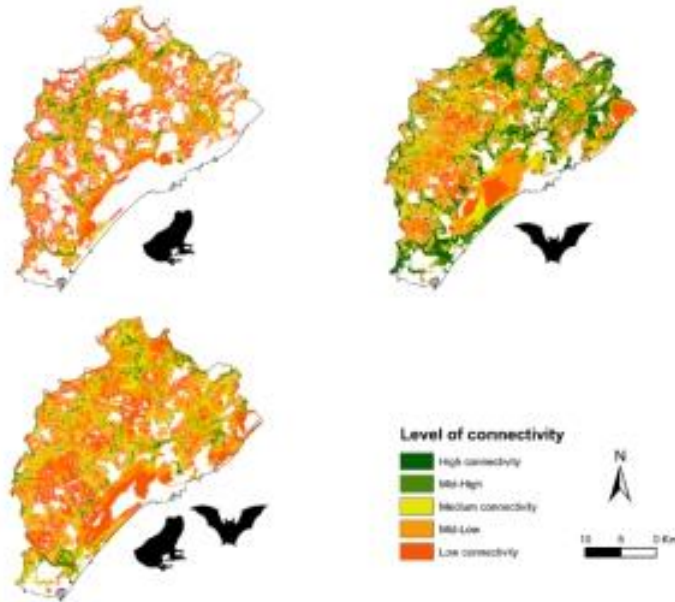 Level of connectivity
High connectivity
Mid-High
Medium connectivity
Mid-Low
Low connectivity
N
10 5 0 Km